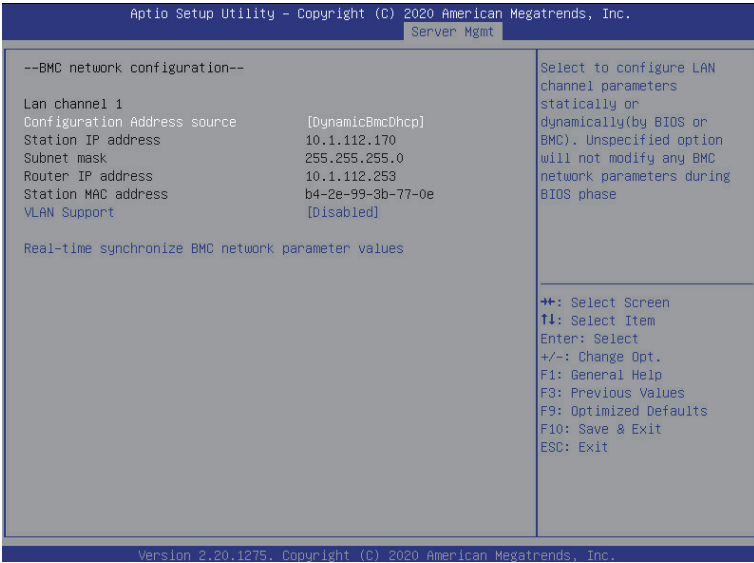 Aptio Setup Utility – Copyright (C) 2020 American Megatrends, Inc.
Server Mgmt
--BMC network configuration--
Lan channel 1
Configuration Address source [DynamicBmcDhcp]
Station IP address 10.1.112.170
Subnet mask 255.255.255.0
Router IP address 10.1.112.253
Station MAC address b4-2e-99-3b-77-0e
VLAN Support [Disabled]
Real-time synchronize BMC network parameter values
Select to configure LAN
channel parameters
statically or
dynamically(by BIOS or
BMC). Unspecified option
will not modify any BMC
network parameters during
BIOS phase
→←: Select Screen
↑↓: Select Item
Enter: Select
+/-: Change Opt.
F1: General Help
F3: Previous Values
F9: Optimized Defaults
F10: Save & Exit
ESC: Exit
Version 2.20.1275. Copyright (C) 2020 American Megatrends, Inc.